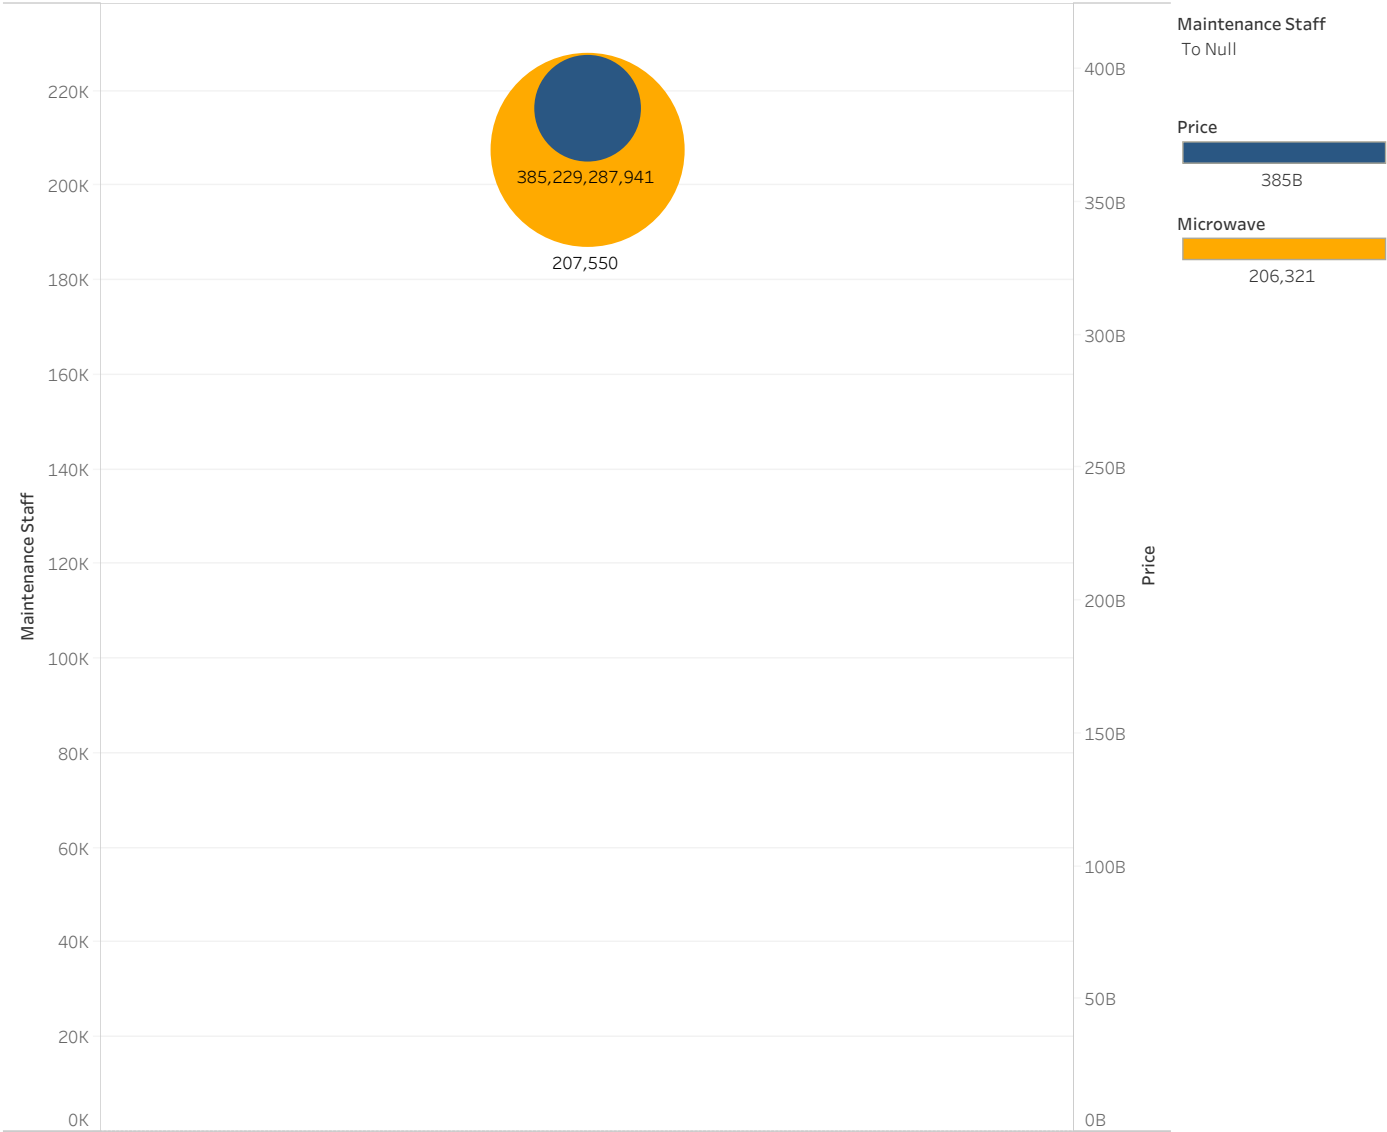 Maintenance Staff
To Null
Price
385B
Microwave
206,321
220K
200K
180K
160K
140K
120K
100K
80K
60K
40K
20K
0K
Maintenance Staff
385,229,287,941
207,550
400B
350B
300B
250B
200B
150B
100B
50B
0B
Price